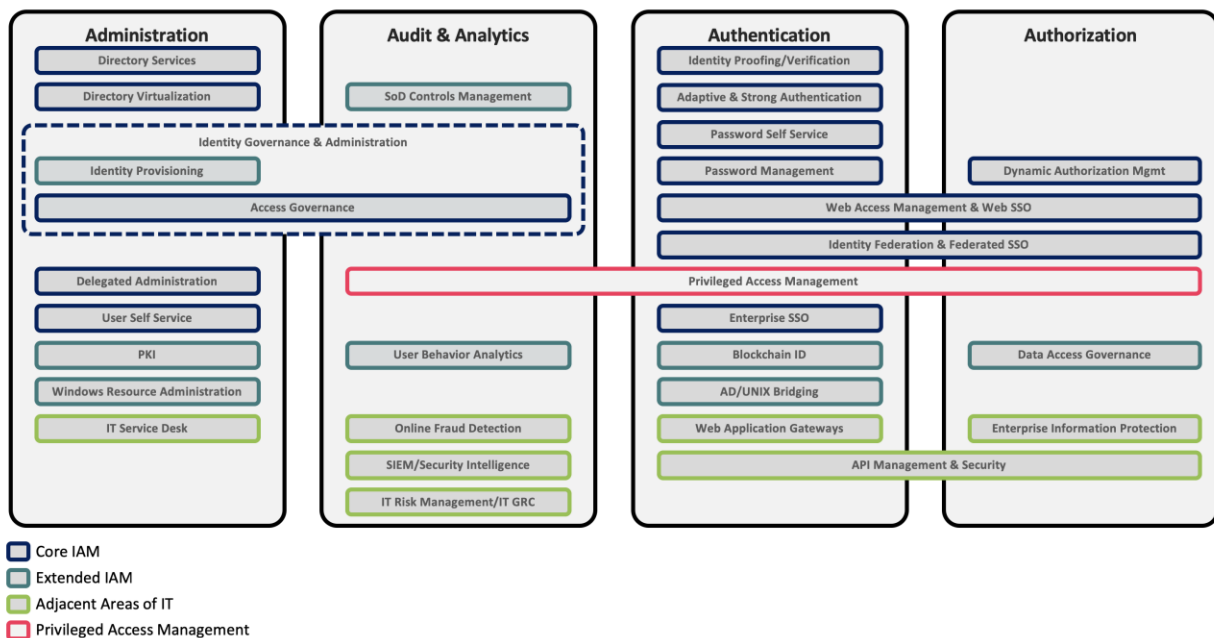 Administration
Directory Services
Directory Virtualization
Identity Governance & Administration
Identity Provisioning
Access Governance
Delegated Administration
User Self Service
PKI
Windows Resource Administration
IT Service Desk
Audit & Analytics
SoD Controls Management
Privileged Access Management
User Behavior Analytics
Online Fraud Detection
SIEM/Security Intelligence
IT Risk Management/IT GRC
Authentication
Identity Proofing/Verification
Adaptive & Strong Authentication
Password Self Service
Password Management
Web Access Management & Web SSO
Identity Federation & Federated SSO
Enterprise SSO
Blockchain ID
AD/UNIX Bridging
Web Application Gateways
API Management & Security
Authorization
Dynamic Authorization Mgmt
Data Access Governance
Enterprise Information Protection
Core IAM
Extended IAM
Adjacent Areas of IT
Privileged Access Management